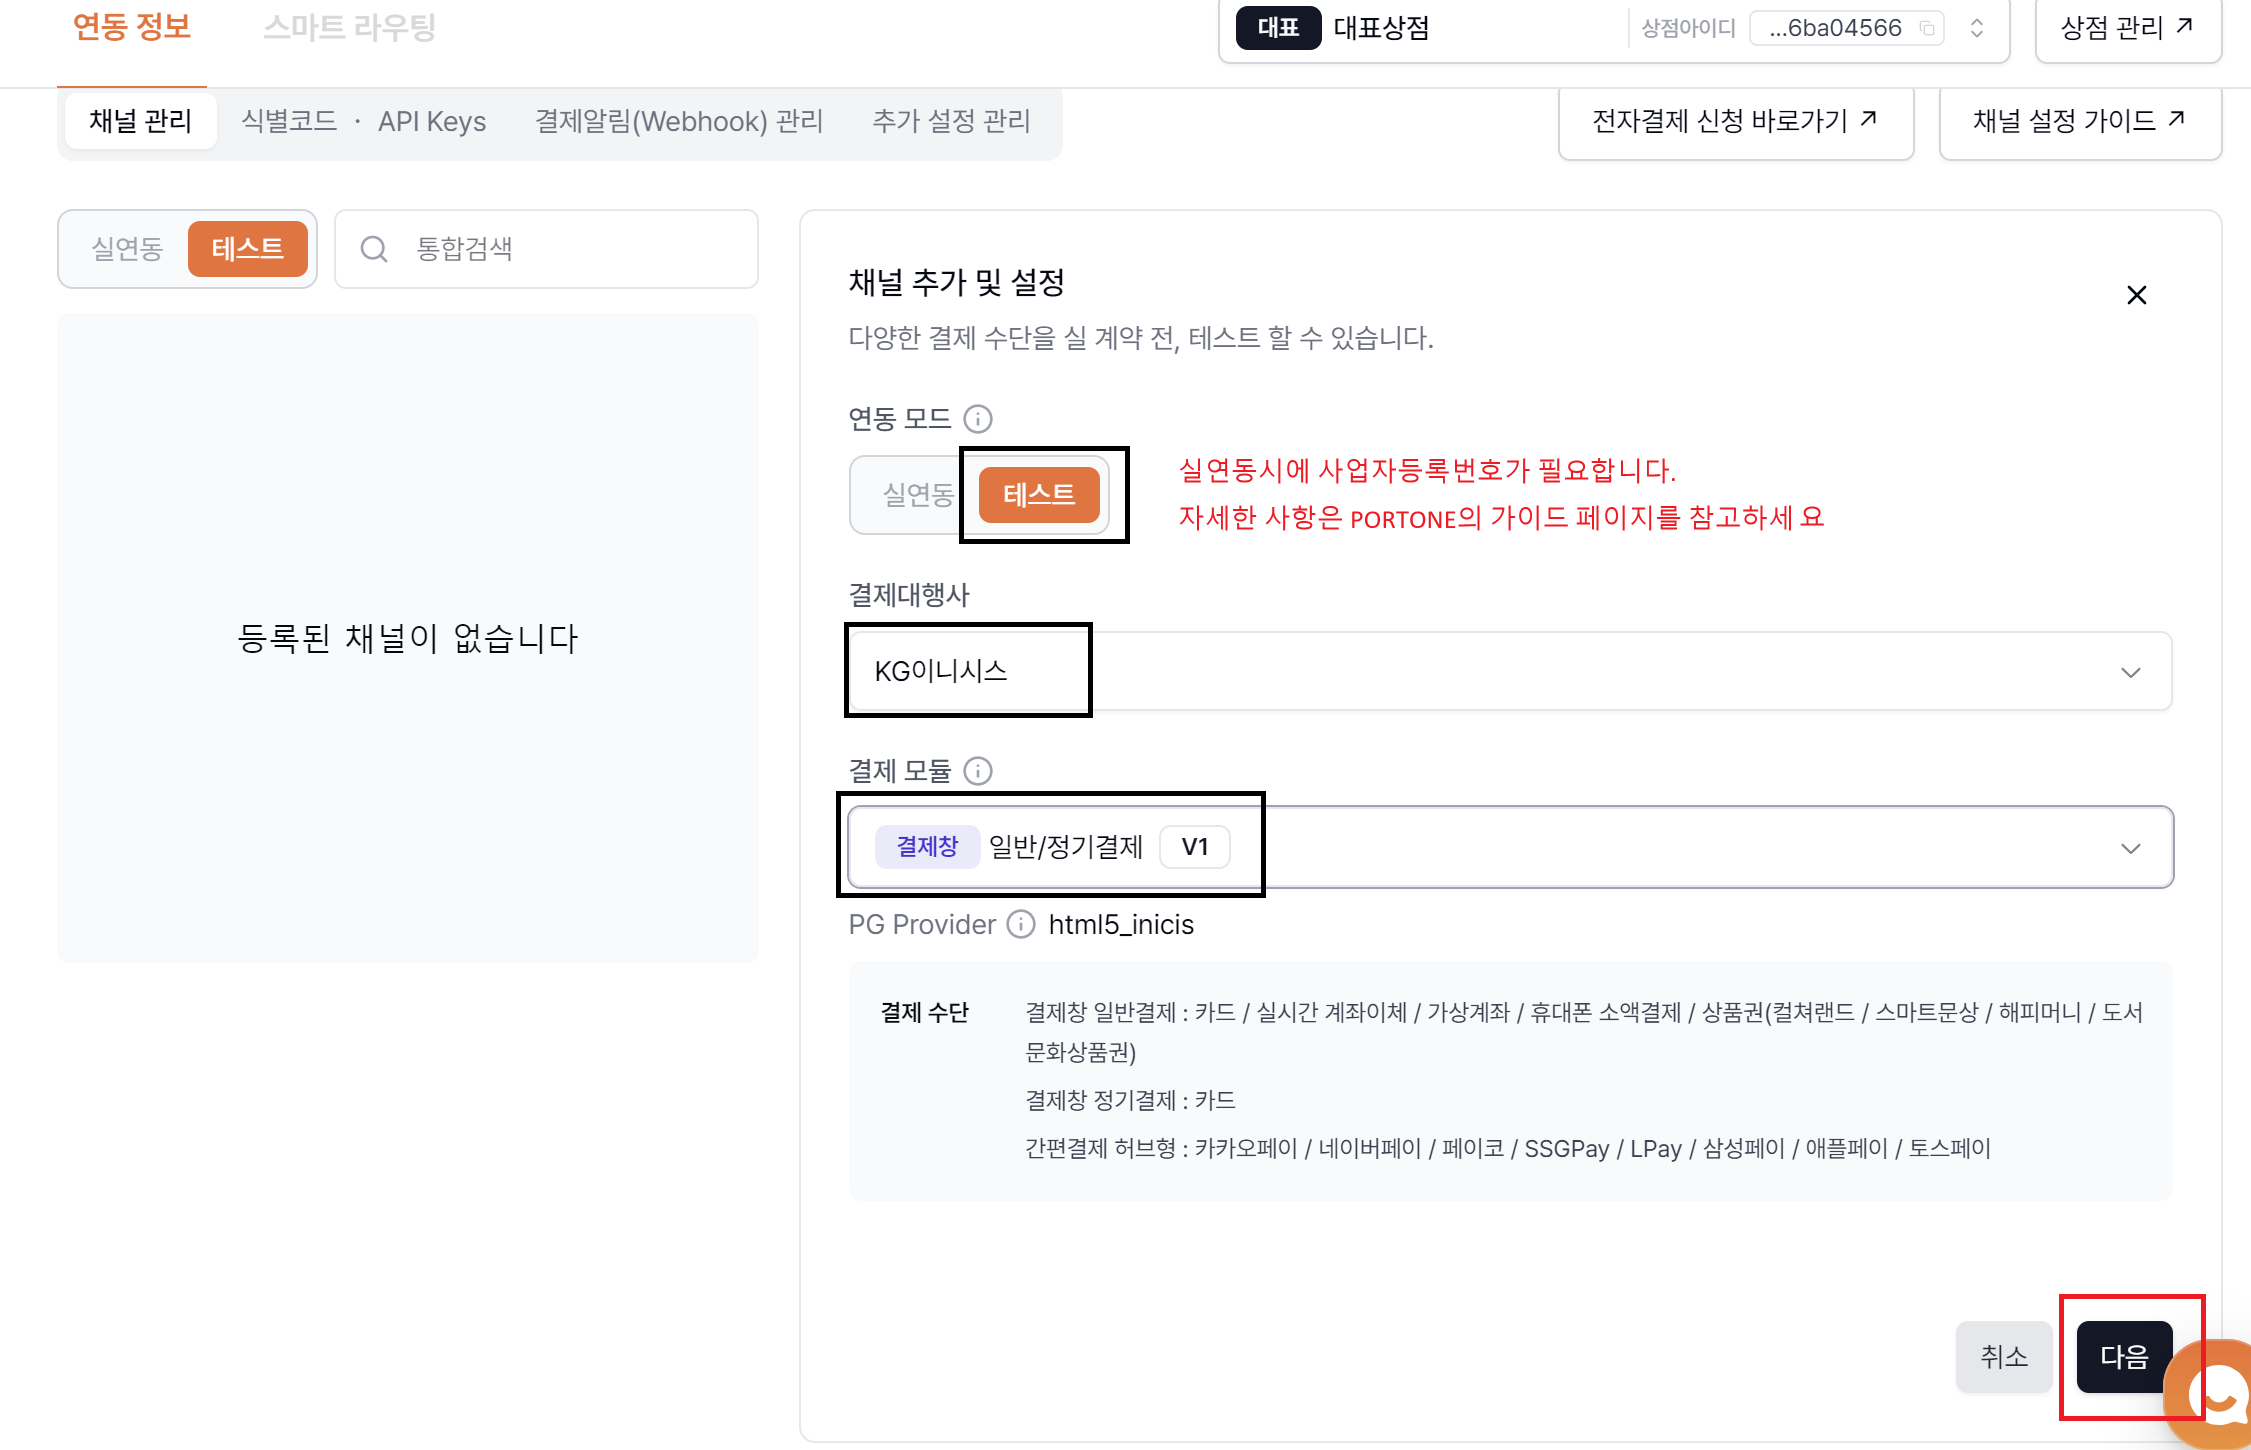 연동 정보
스마트 라우팅
대표 대표상점 상점아이디 ...6ba04566
상점 관리
채널 관리
식별코드 · API Keys
결제알림(Webhook) 관리
추가 설정 관리
전자결제 신청 바로가기
채널 설정 가이드
실연동 테스트
통합검색
등록된 채널이 없습니다
채널 추가 및 설정
다양한 결제 수단을 실 계약 전, 테스트 할 수 있습니다.
연동 모드
실연동 테스트
실연동시에 사업자등록번호가 필요합니다.
자세한 사항은 PORTONE의 가이드 페이지를 참고하세요
결제대행사
KG이니시스
결제 모듈
결제창 일반/정기결제 V1
PG Provider html5_inicis
결제 수단
결제창 일반결제 : 카드 / 실시간 계좌이체 / 가상계좌 / 휴대폰 소액결제 / 상품권(컬쳐랜드 / 스마트문상 / 해피머니 / 도서
문화상품권)
결제창 정기결제 : 카드
간편결제 허브형 : 카카오페이 / 네이버페이 / 페이코 / SSGPay / LPay / 삼성페이 / 애플페이 / 토스페이
취소
다음